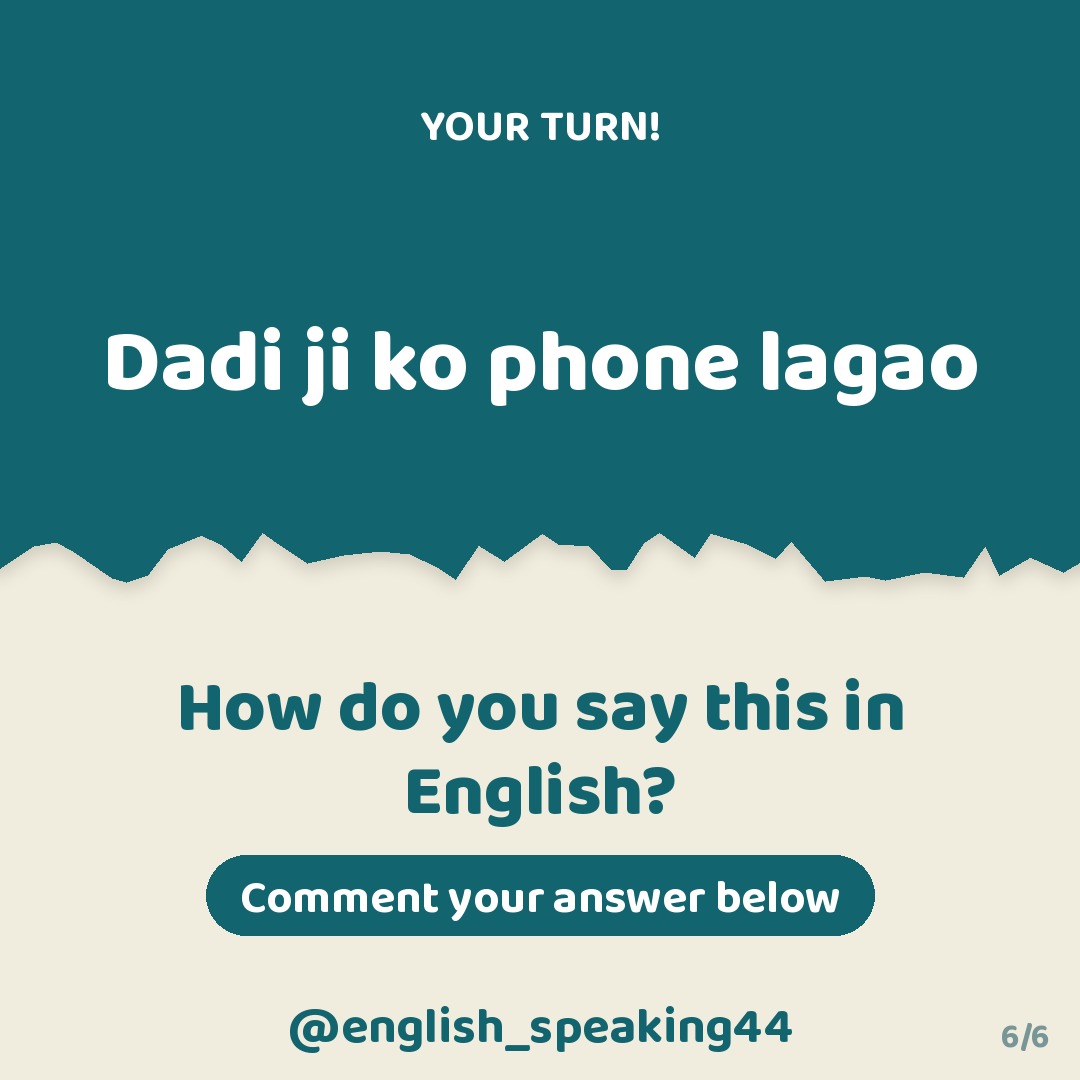 YOUR TURN!
Dadi ji ko phone lagao
How do you say this in
English?
Comment your answer below
@english_speaking44
6/6